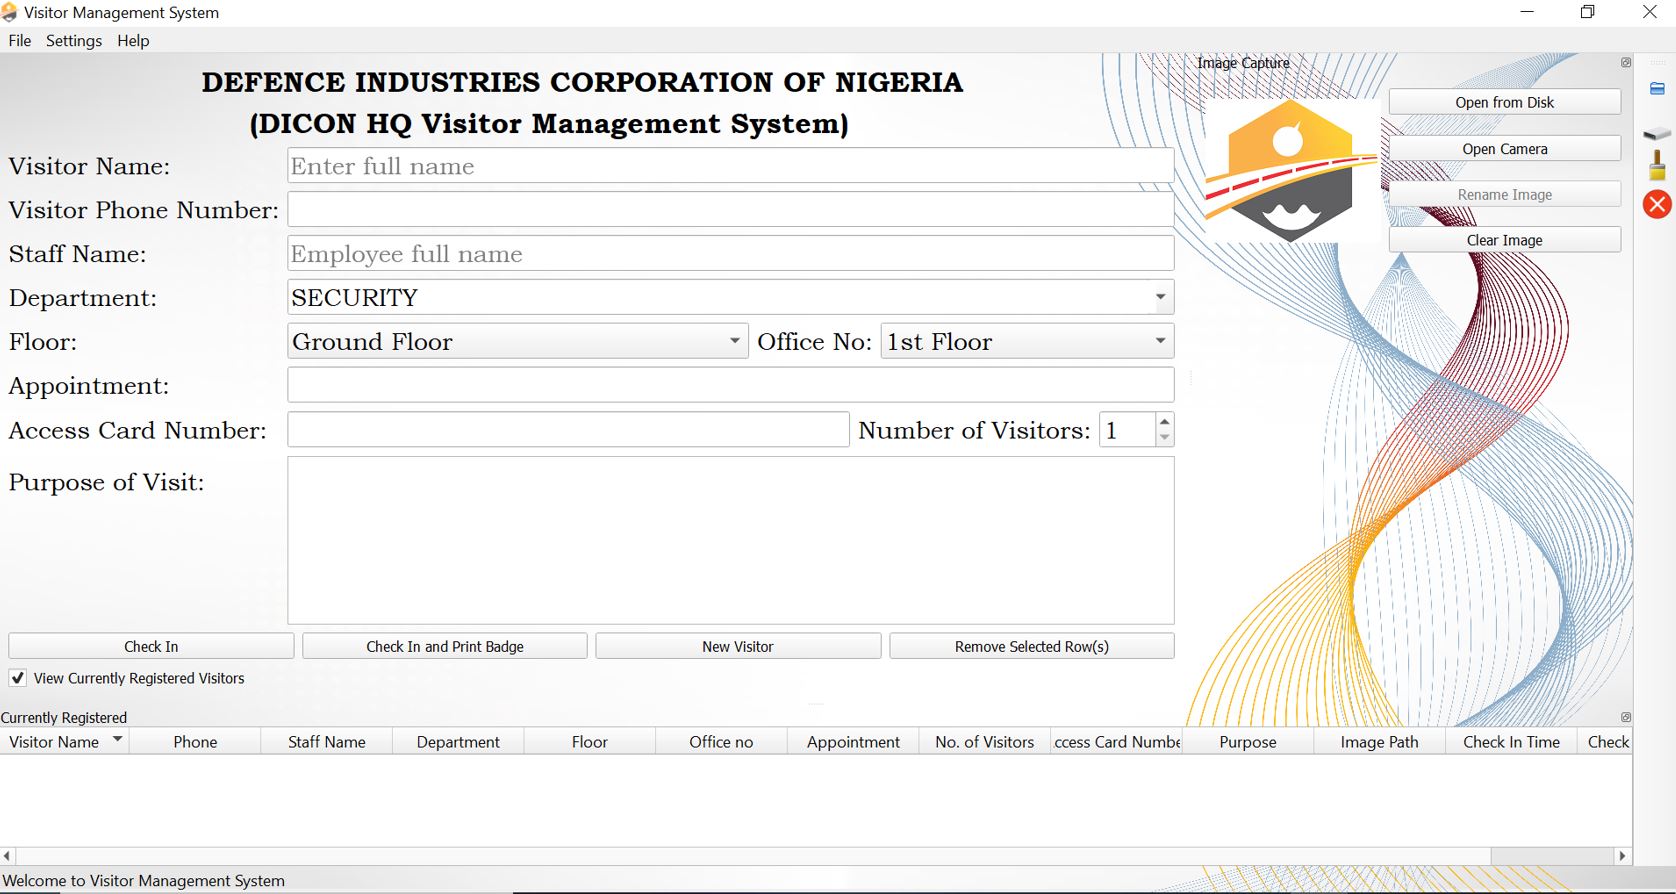 Visitor Management System
File Settings Help
DEFENCE INDUSTRIES CORPORATION OF NIGERIA
(DICON HQ Visitor Management System)
Visitor Name: Enter full name
Visitor Phone Number:
Staff Name: Employee full name
Department: SECURITY
Floor: Ground Floor Office No: 1st Floor
Appointment:
Access Card Number: Number of Visitors: 1
Purpose of Visit:
Check In Check In and Print Badge New Visitor Remove Selected Row(s)
View Currently Registered Visitors
Image Capture
Open from Disk
Open Camera
Rename Image
Clear Image
Currently Registered
Visitor Name Phone Staff Name Department Floor Office no Appointment No. of Visitors ccess Card Numbe Purpose Image Path Check In Time Check
Welcome to Visitor Management System